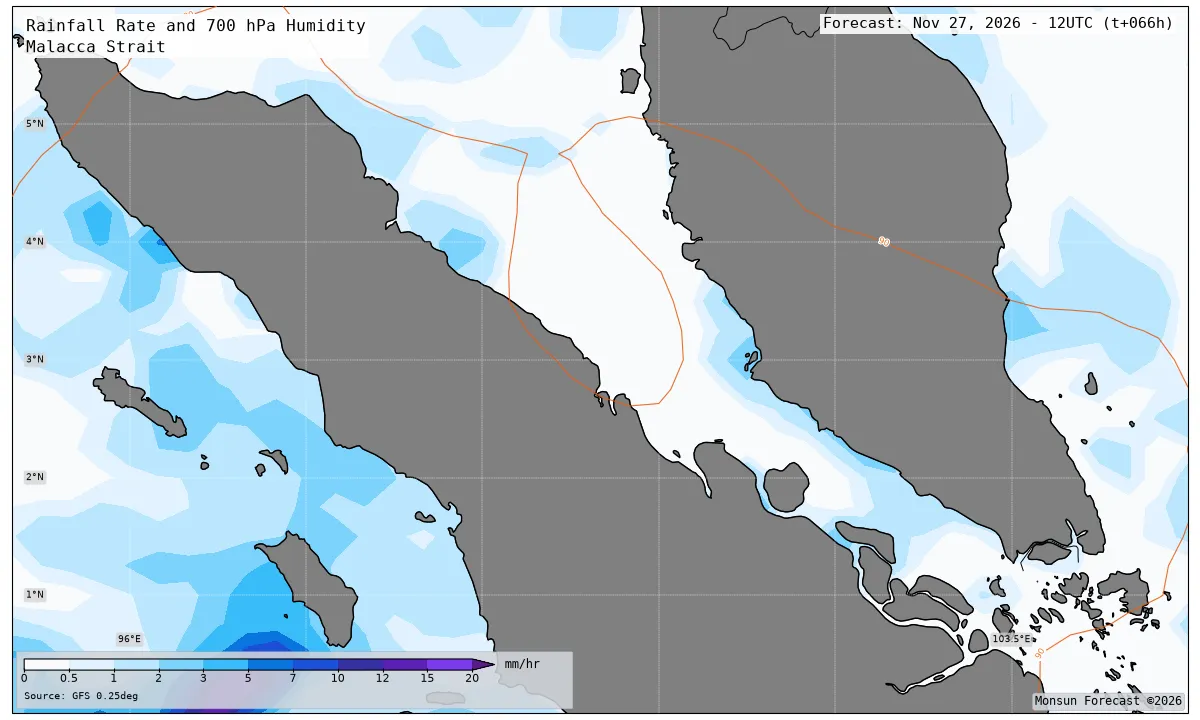 Rainfall Rate and 700 hPa Humidity
Malacca Strait
Forecast: Nov 27, 2026 - 12UTC (t+066h)
5°N
4°N
90
3°N
2°N
1°N
96°E
103.5°E
90
mm/hr
0 0.5 1 2 3 5 7 10 12 15 20
Source: GFS 0.25deg
Monsun Forecast ©2026